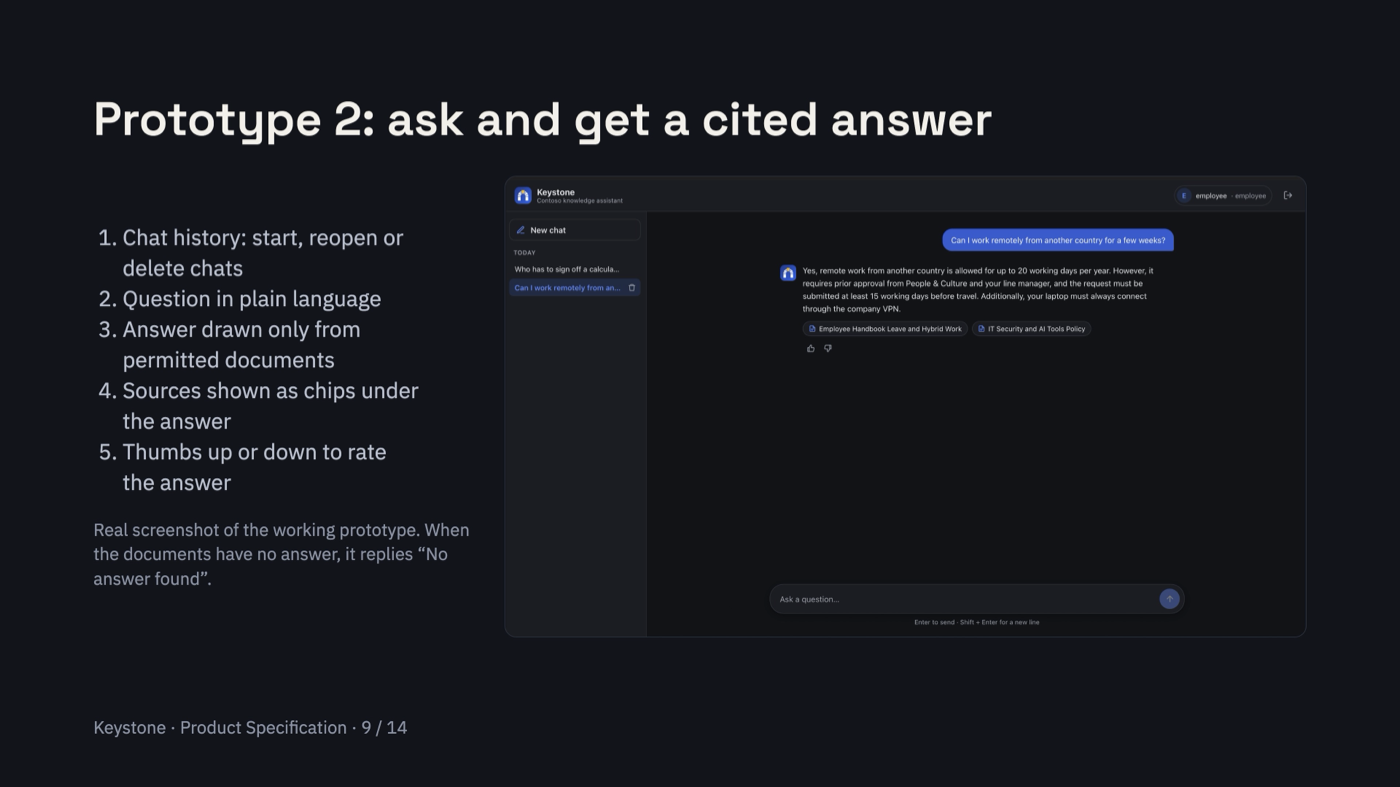 Prototype 2: ask and get a cited answer
1. Chat history: start, reopen or
delete chats
2. Question in plain language
3. Answer drawn only from
permitted documents
4. Sources shown as chips under
the answer
5. Thumbs up or down to rate
the answer
Real screenshot of the working prototype. When
the documents have no answer, it replies “No
answer found”.
Keystone
Contoso knowledge assistant
E employee · employee
New chat
TODAY
Who has to sign off a calcula...
Can I work remotely from an...
Can I work remotely from another country for a few weeks?
Yes, remote work from another country is allowed for up to 20 working days per year. However, it
requires prior approval from People & Culture and your line manager, and the request must be
submitted at least 15 working days before travel. Additionally, your laptop must always connect
through the company VPN.
Employee Handbook Leave and Hybrid Work
IT Security and AI Tools Policy
Ask a question...
Enter to send · Shift + Enter for a new line
Keystone · Product Specification · 9 / 14